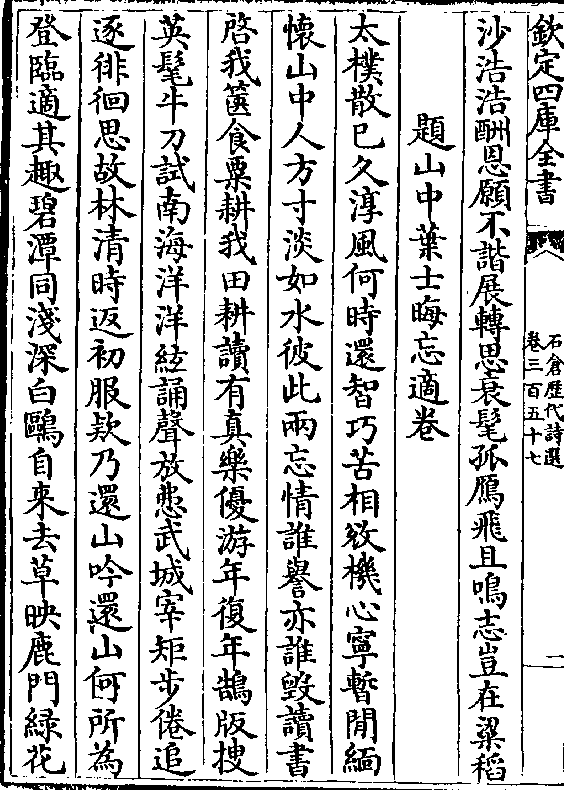 欽定四庫全書
石倉歴代詩選
卷三百五十七
二
沙浩浩酬恩願不諧展轉思衰髦孤鴈飛且鳴志豈在粱稻
題山中葉士晦忘適卷
太樸散已久淳風何時還智巧苦相欲機心寧暫閒緬
懷山中人方寸淡如水彼此兩忘情誰譽亦誰毀讀書
啓我篋食粟耕我田耕讀有真樂優游年復年鵠版搜
英髦牛刀試南海洋洋絃誦聲放悲武城宰矩步倦追
逐徘徊思故林清時返初服欵乃還山吟還山何所為
登臨適其趣碧潭同淺深白鷗自來去草映鹿門緑花